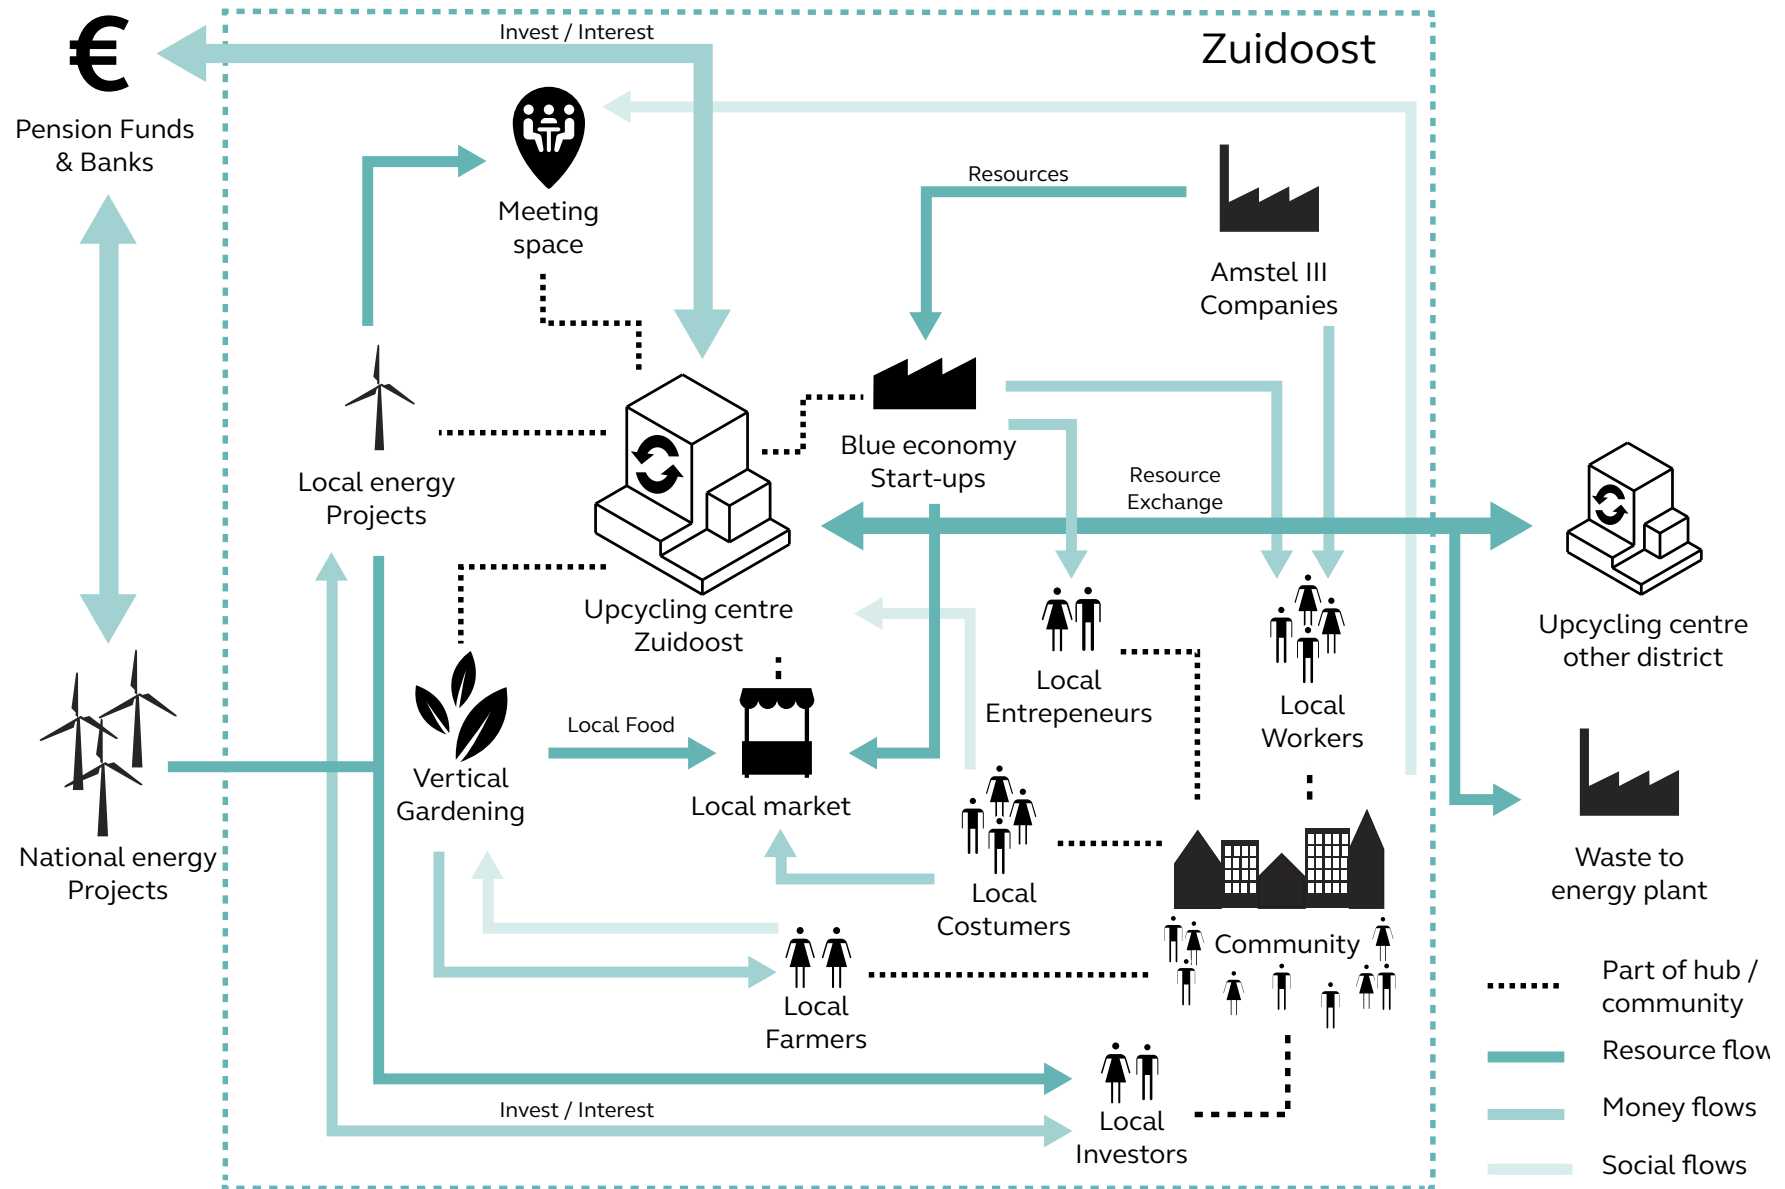 Invest / Interest
Zuidoost
€
Pension Funds
& Banks
Meeting
space
Resources
Amstel III
Companies
Local energy
Projects
Blue economy
Start-ups
Resource
Exchange
Upcycling centre
Zuidoost
Upcycling centre
other district
Local
Entrepeneurs
Local
Workers
Local Food
Vertical
Gardening
Local market
National energy
Projects
Local
Costumers
Waste to
energy plant
Community
Local
Farmers
Part of hub /
community
Resource flow
Invest / Interest
Local
Investors
Money flows
Social flows